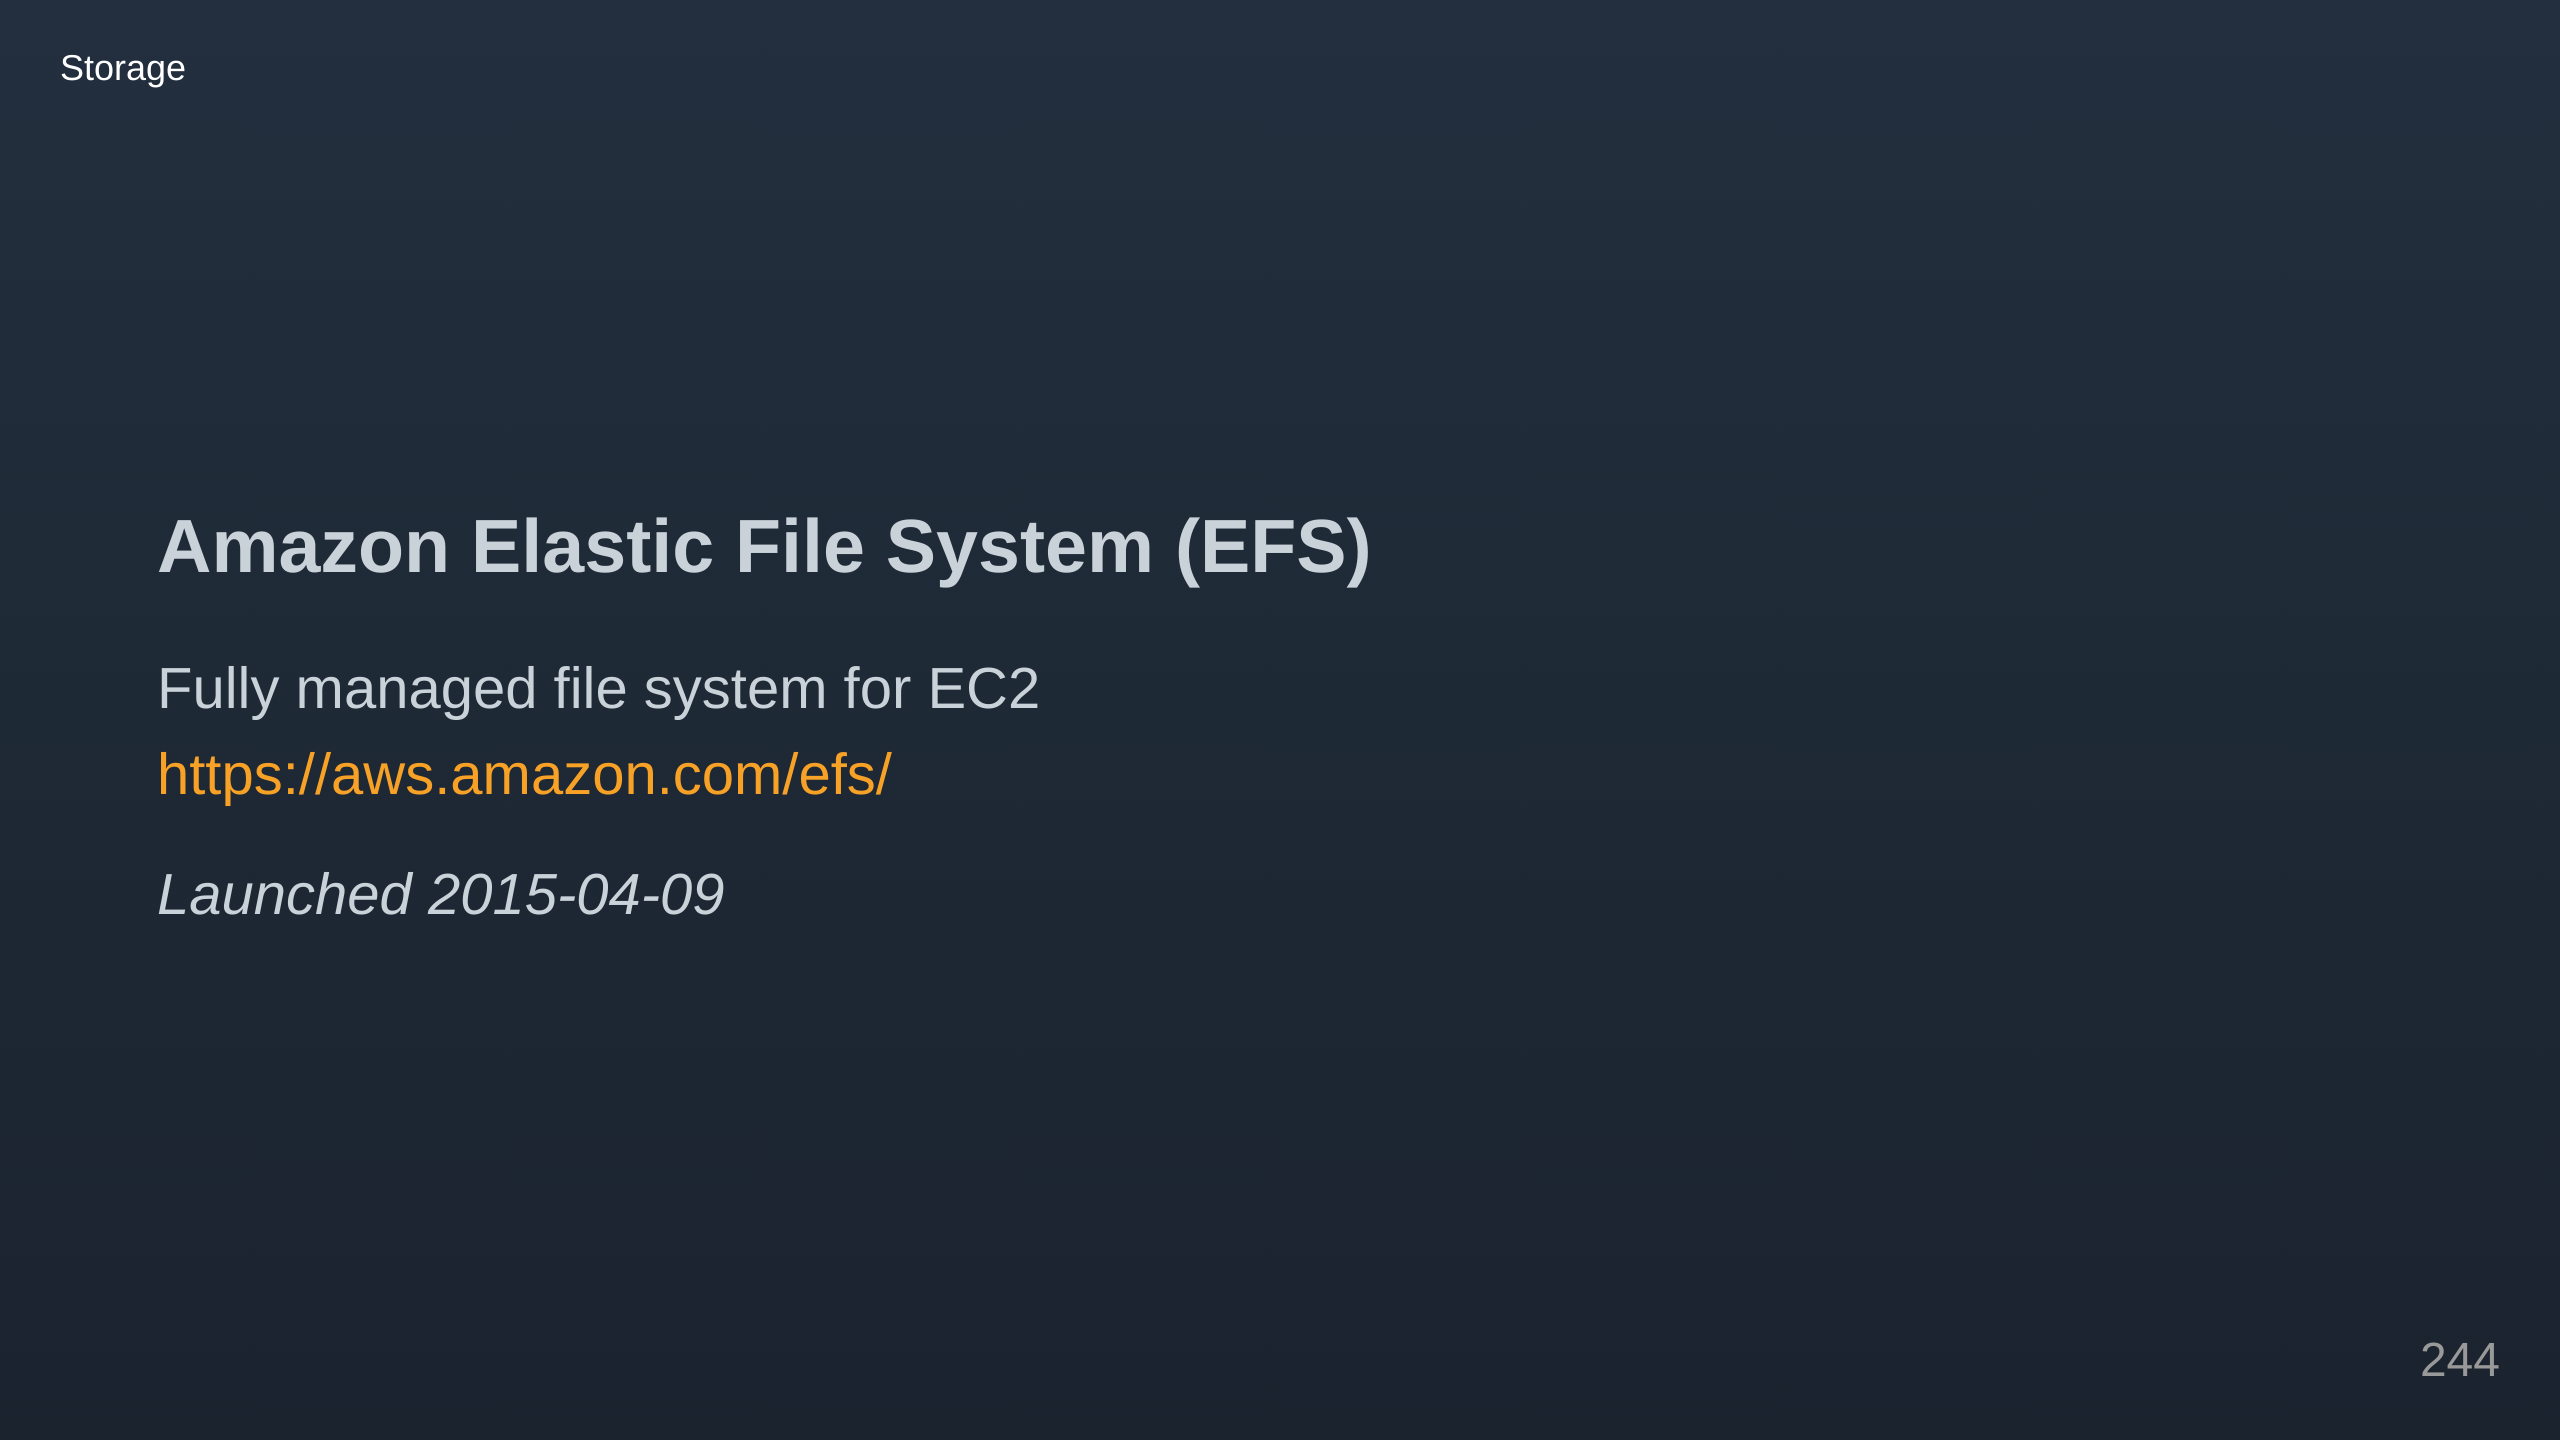 Storage
Amazon Elastic File System (EFS)
Fully managed file system for EC2
https://aws.amazon.com/efs/
Launched 2015-04-09
244